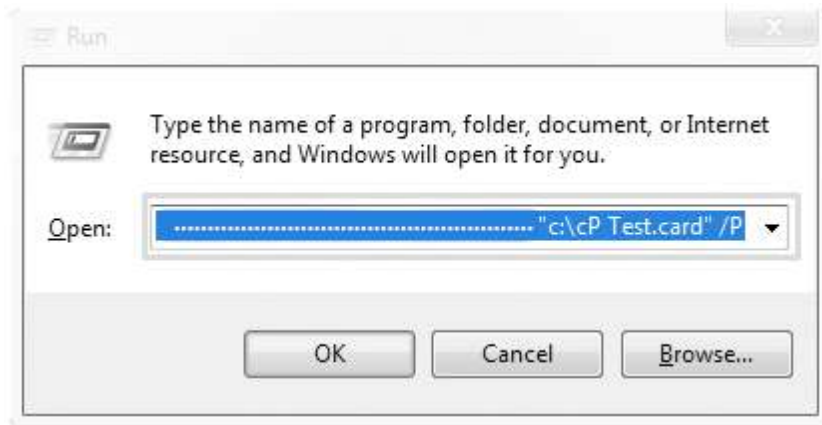 Run
Type the name of a program, folder, document, or Internet
resource, and Windows will open it for you.
Open:
"c:\cP Test.card" /P
OK
Cancel
Browse...